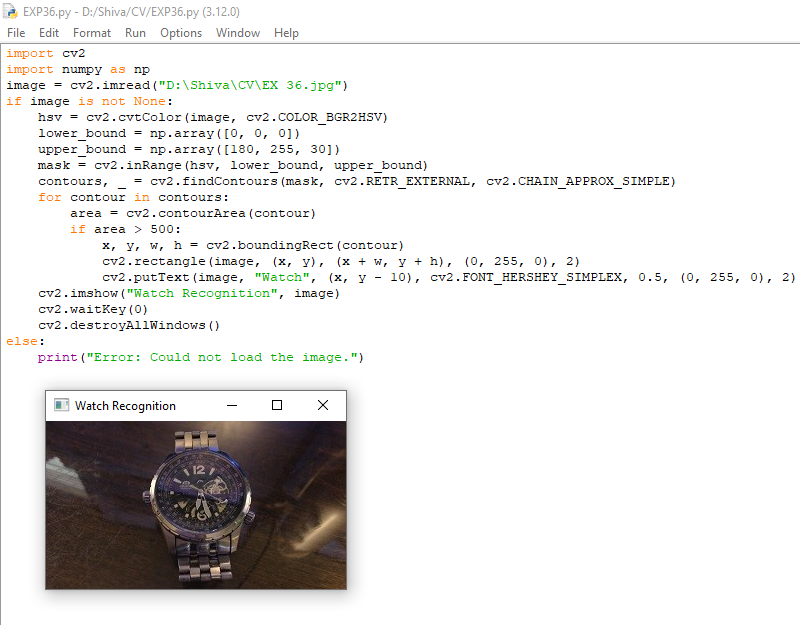 EXP36.py - D:/Shiva/CV/EXP36.py (3.12.0)
File Edit Format Run Options Window Help
import cv2
import numpy as np
image = cv2.imread("D:\Shiva\CV\EX 36.jpg")
if image is not None:
    hsv = cv2.cvtColor(image, cv2.COLOR_BGR2HSV)
    lower_bound = np.array([0, 0, 0])
    upper_bound = np.array([180, 255, 30])
    mask = cv2.inRange(hsv, lower_bound, upper_bound)
    contours, _ = cv2.findContours(mask, cv2.RETR_EXTERNAL, cv2.CHAIN_APPROX_SIMPLE)
    for contour in contours:
        area = cv2.contourArea(contour)
        if area > 500:
            x, y, w, h = cv2.boundingRect(contour)
            cv2.rectangle(image, (x, y), (x + w, y + h), (0, 255, 0), 2)
            cv2.putText(image, "Watch", (x, y - 10), cv2.FONT_HERSHEY_SIMPLEX, 0.5, (0, 255, 0), 2)
    cv2.imshow("Watch Recognition", image)
    cv2.waitKey(0)
    cv2.destroyAllWindows()
else:
    print("Error: Could not load the image.")
Watch Recognition
12
6